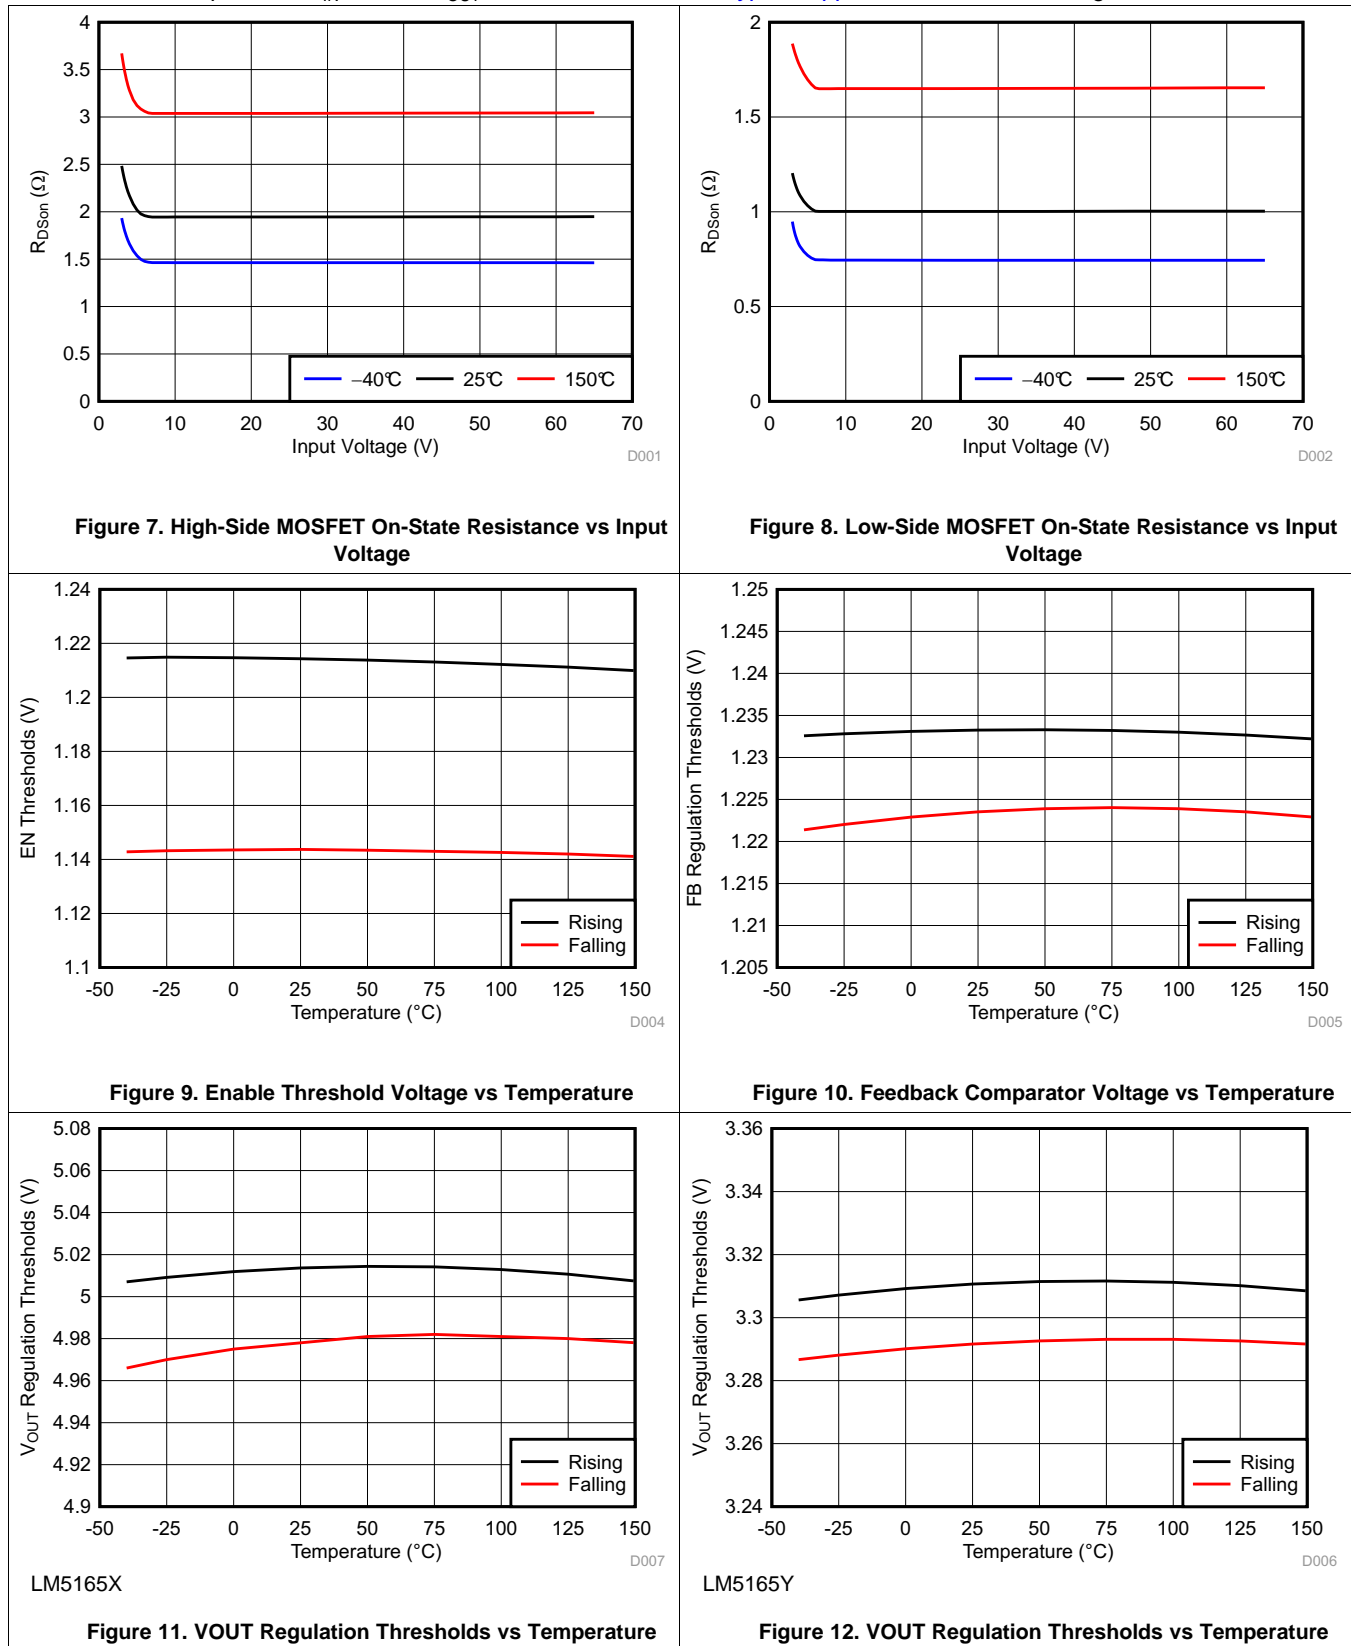 4
3.5
3
2.5
2
1.5
1
0.5
0
RDSon (Ω)
−40℃ 25℃ 150℃
0 10 20 30 40 50 60 70
Input Voltage (V)
D001
Figure 7. High-Side MOSFET On-State Resistance vs Input
Voltage
2
1.5
1
0.5
0
RDSon (Ω)
−40℃ 25℃ 150℃
0 10 20 30 40 50 60 70
Input Voltage (V)
D002
Figure 8. Low-Side MOSFET On-State Resistance vs Input
Voltage
1.24
1.22
1.2
1.18
1.16
1.14
1.12
1.1
EN Thresholds (V)
Rising
Falling
-50 -25 0 25 50 75 100 125 150
Temperature (°C)
D004
Figure 9. Enable Threshold Voltage vs Temperature
1.25
1.245
1.24
1.235
1.23
1.225
1.22
1.215
1.21
1.205
FB Regulation Thresholds (V)
Rising
Falling
-50 -25 0 25 50 75 100 125 150
Temperature (°C)
D005
Figure 10. Feedback Comparator Voltage vs Temperature
5.08
5.06
5.04
5.02
5
4.98
4.96
4.94
4.92
4.9
VOUT Regulation Thresholds (V)
Rising
Falling
-50 -25 0 25 50 75 100 125 150
Temperature (°C)
D007
LM5165X
Figure 11. VOUT Regulation Thresholds vs Temperature
3.36
3.34
3.32
3.3
3.28
3.26
3.24
VOUT Regulation Thresholds (V)
Rising
Falling
-50 -25 0 25 50 75 100 125 150
Temperature (°C)
D006
LM5165Y
Figure 12. VOUT Regulation Thresholds vs Temperature